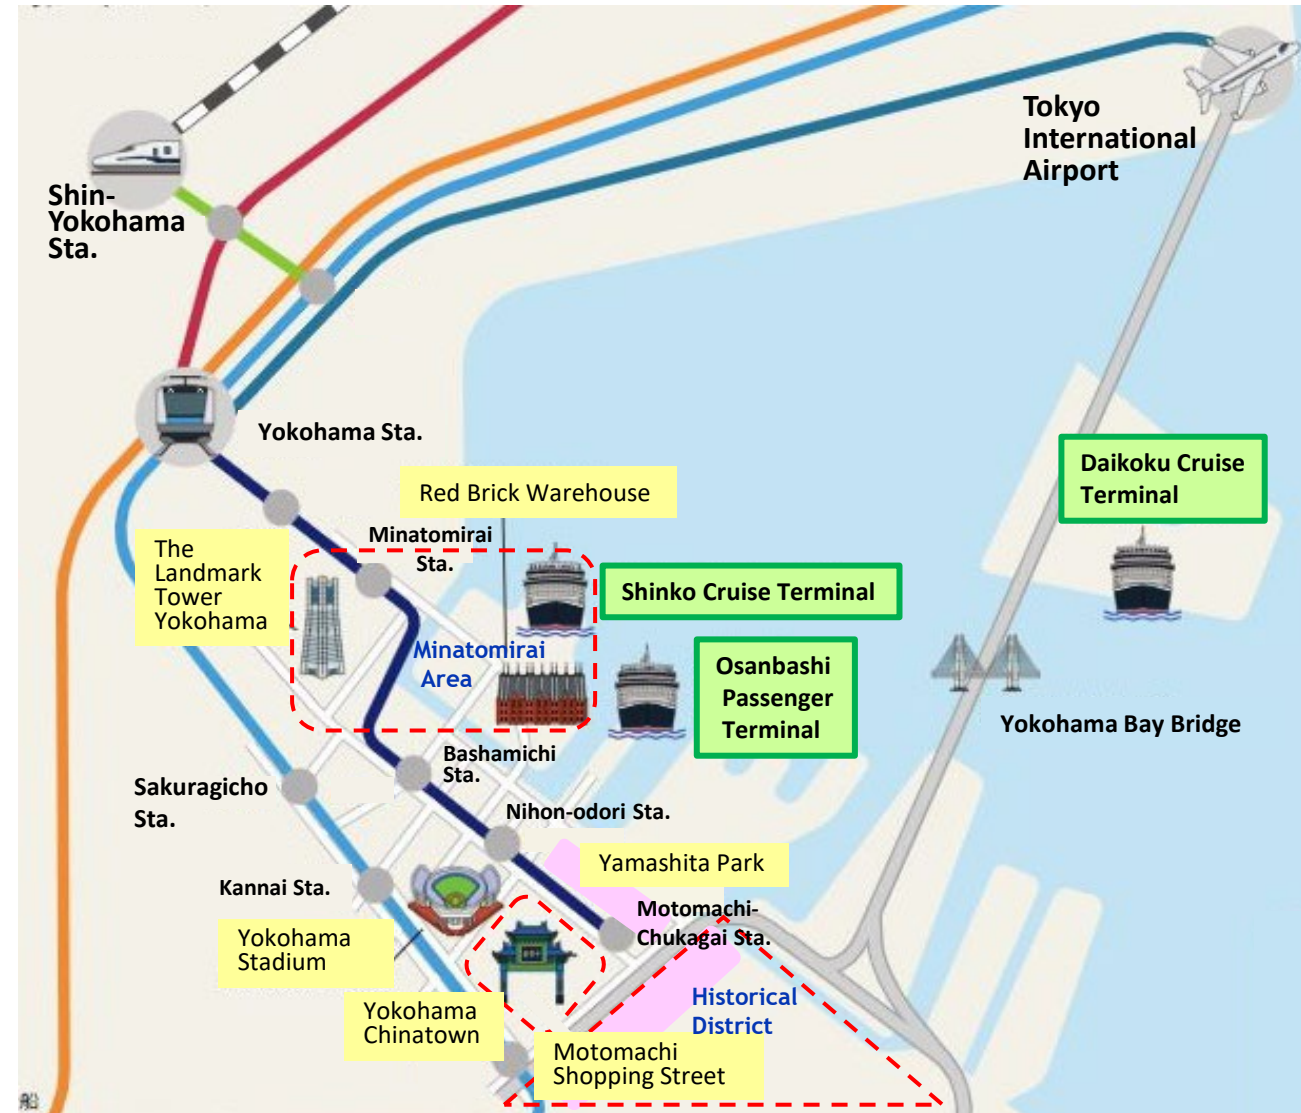 Tokyo
International
Airport
Shin-
Yokohama
Sta.
Yokohama Sta.
Daikoku Cruise
Terminal
Red Brick Warehouse
Minatomirai
Sta.
The
Landmark
Tower
Yokohama
Shinko Cruise Terminal
Minatomirai
Area
Osanbashi
Passenger
Terminal
Yokohama Bay Bridge
Bashamichi
Sta.
Sakuragicho
Sta.
Nihon-odori Sta.
Yamashita Park
Kannai Sta.
Motomachi-
Chukagai Sta.
Yokohama
Stadium
Historical
District
Yokohama
Chinatown
Motomachi
Shopping Street
船